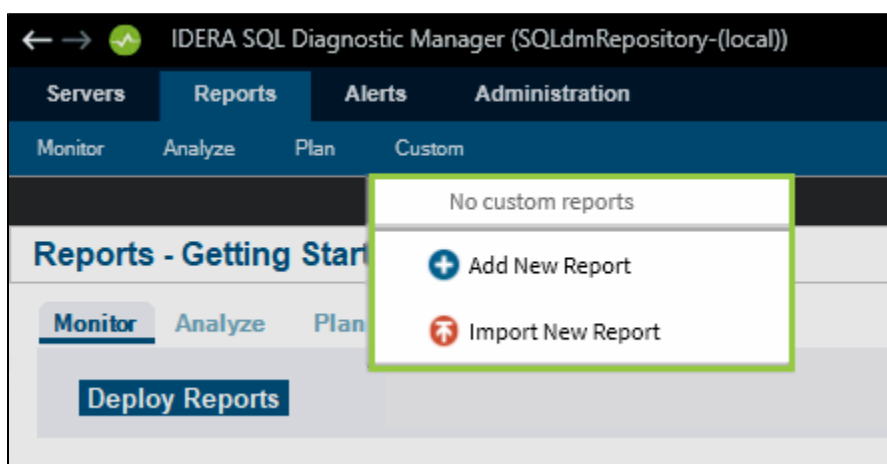 IDERA SQL Diagnostic Manager (SQLdmRepository-(local))
Servers Reports Alerts Administration
Monitor Analyze Plan Custom
No custom reports
Reports - Getting Start
Add New Report
Monitor Analyze Plan
Import New Report
Deploy Reports